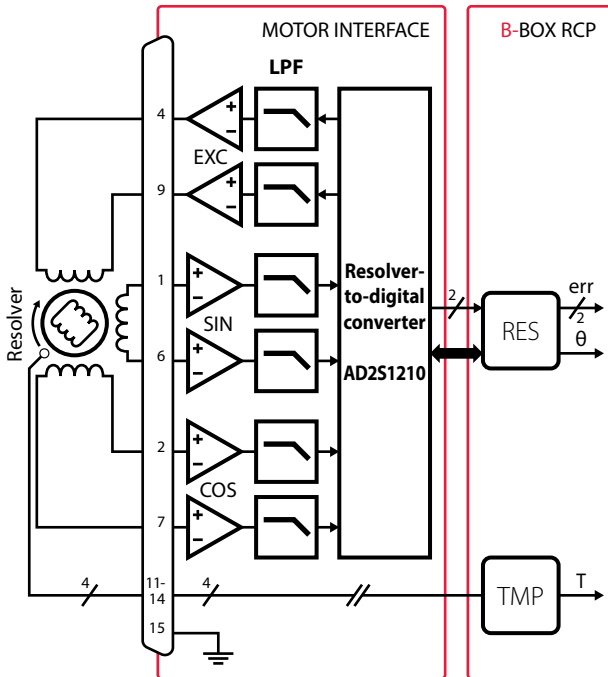 MOTOR INTERFACE
B-BOX RCP
LPF
4
EXC
9
Resolver
1
SIN
6
2
COS
7
Resolver-
to-digital
converter
AD2S1210
2
RES
err
2
θ
4
11-
14
4
15
TMP
T